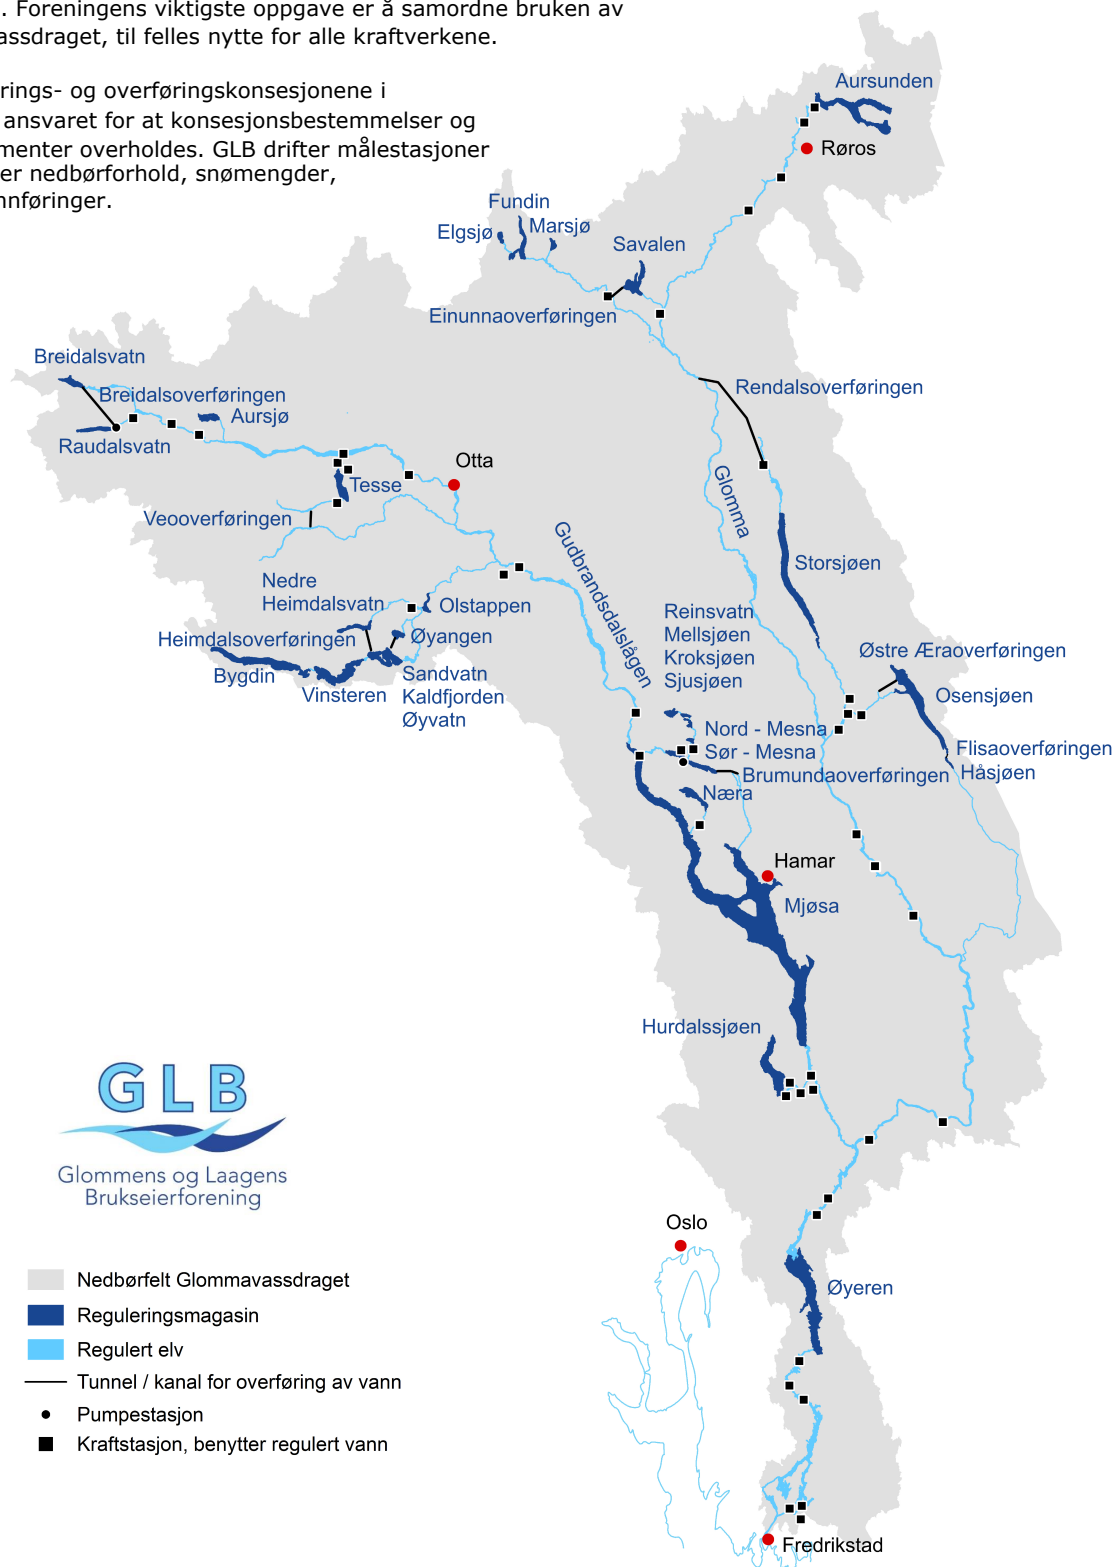 . Foreningens viktigste oppgave er å samordne bruken av
assdraget, til felles nytte for alle kraftverkene.
rings- og overføringskonsesjonene i
ansvaret for at konsesjonsbestemmelser og
menter overholdes. GLB drifter målestasjoner
er nedbørforhold, snømengder,
nnføringer.
Aursunden
Røros
Fundin
Elgsjø
Marsjø
Savalen
Einunnaoverføringen
Breidalsvatn
Breidalsoverføringen
Aursjø
Raudalsvatn
Rendalsoverføringen
Otta
Tesse
Veooverføringen
Glomma
Gudbrandsdalslågen
Storsjøen
Nedre
Heimdalsvatn
Olstappen
Heimdalsoverføringen
Øyangen
Bygdin
Vinsteren
Sandvatn
Kaldfjorden
Øyvatn
Reinsvatn
Mellsjøen
Kroksjøen
Sjusjøen
Østre Æraoverføringen
Osensjøen
Nord - Mesna
Sør - Mesna
Brumundaoverføringen
Flisaoverføringen
Håsjøen
Næra
Hamar
Mjøsa
Hurdalssjøen
GLB
Glommens og Laagens
Brukseierforening
Oslo
Øyeren
Nedbørfelt Glommavassdraget
Reguleringsmagasin
Regulert elv
Tunnel / kanal for overføring av vann
Pumpestasjon
Kraftstasjon, benytter regulert vann
Fredrikstad